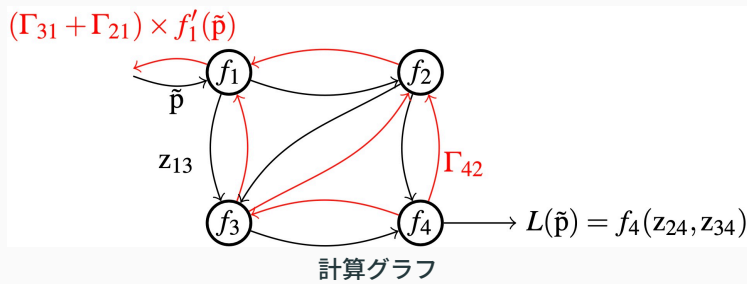 (Γ₃₁ + Γ₂₁) × f₁′(p̃)
f₁
f₂
p̃
z₁₃
Γ₄₂
f₃
f₄
L(p̃) = f₄(z₂₄, z₃₄)
計算グラフ